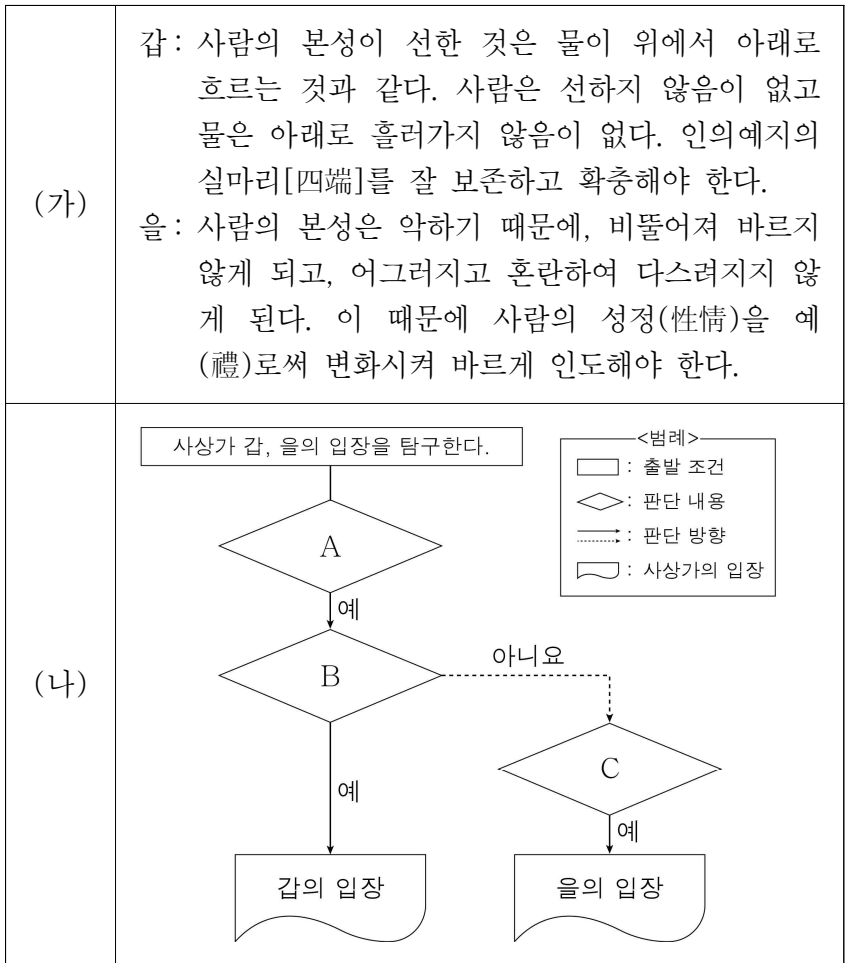 (가)
갑: 사람의 본성이 선한 것은 물이 위에서 아래로
흐르는 것과 같다. 사람은 선하지 않음이 없고
물은 아래로 흘러가지 않음이 없다. 인의예지의
실마리[四端]를 잘 보존하고 확충해야 한다.
을: 사람의 본성은 악하기 때문에, 비뚤어져 바르지
않게 되고, 어그러지고 혼란하여 다스려지지 않
게 된다. 이 때문에 사람의 성정(性情)을 예
(禮)로써 변화시켜 바르게 인도해야 한다.
(나)
사상가 갑, 을의 입장을 탐구한다.
<범례>
: 출발 조건
: 판단 내용
: 판단 방향
: 사상가의 입장
A
예
B
아니요
C
예
예
갑의 입장
을의 입장